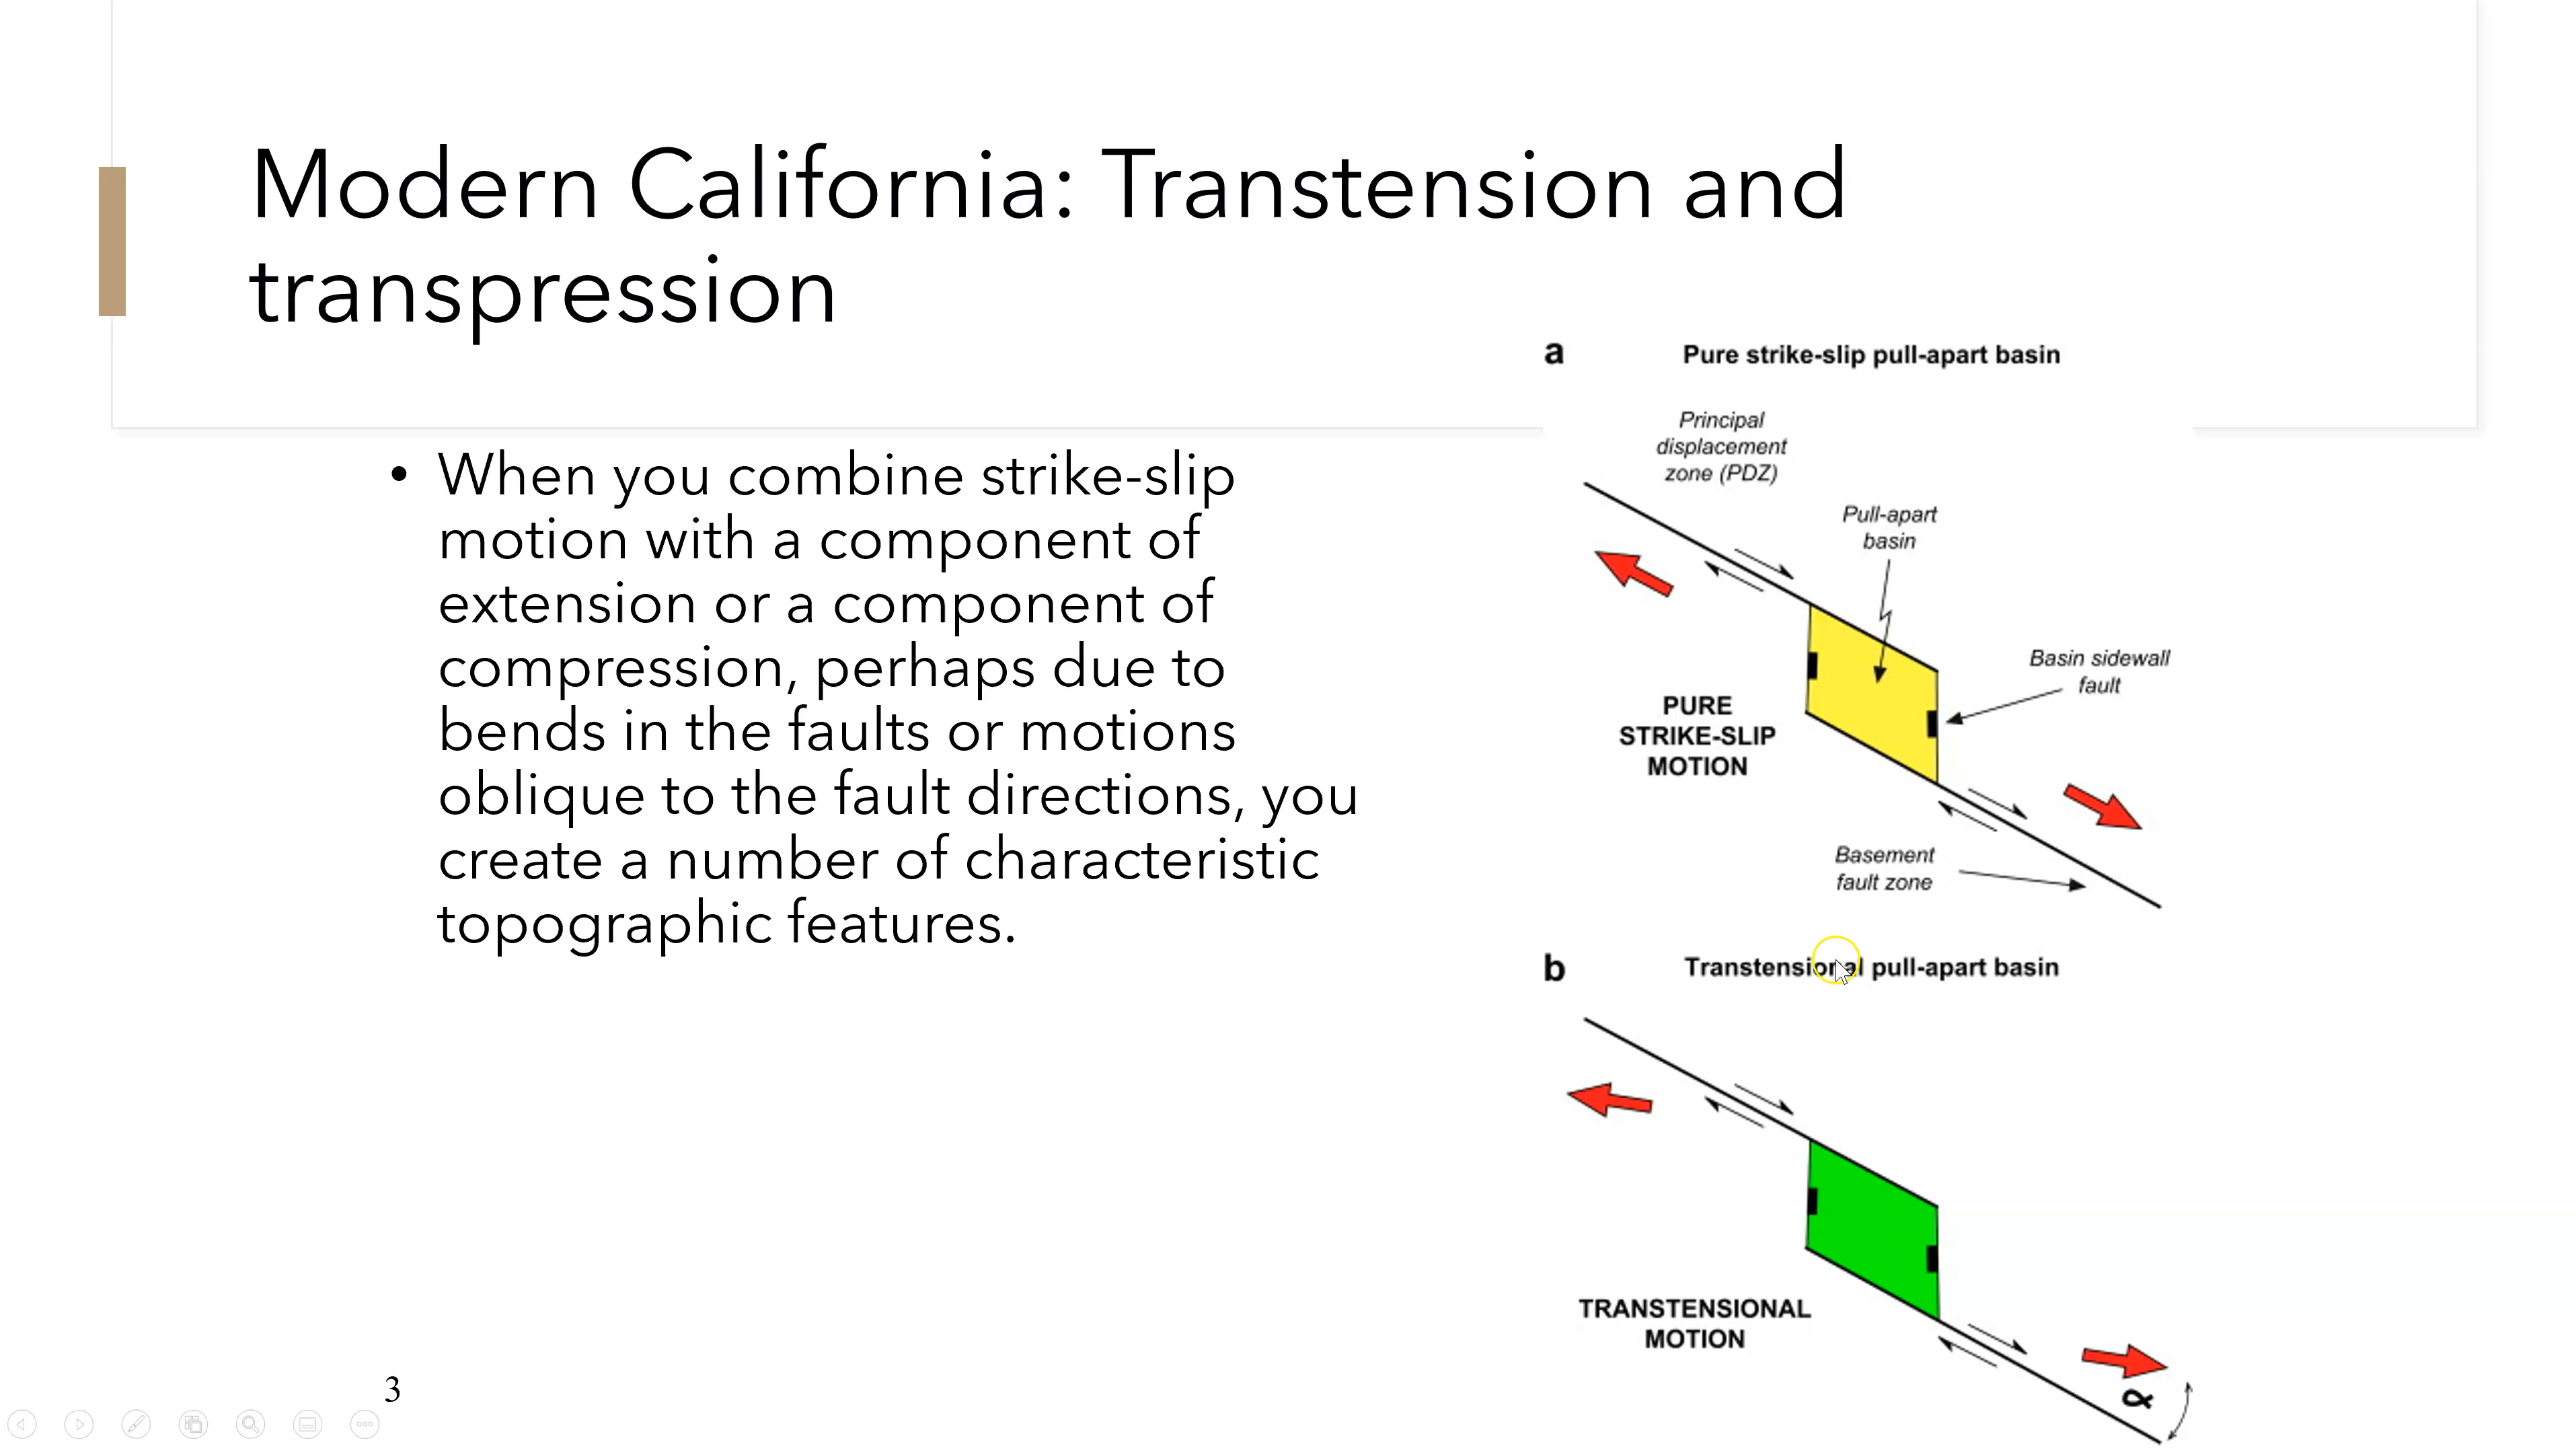 Modern California: Transtension and
transpression
• When you combine strike-slip
motion with a component of
extension or a component of
compression, perhaps due to
bends in the faults or motions
oblique to the fault directions, you
create a number of characteristic
topographic features.
a
Pure strike-slip pull-apart basin
Principal
displacement
zone (PDZ)
Pull-apart
basin
Basin sidewall
fault
PURE
STRIKE-SLIP
MOTION
Basement
fault zone
b
Transtensional pull-apart basin
TRANSTENSIONAL
MOTION
α
3